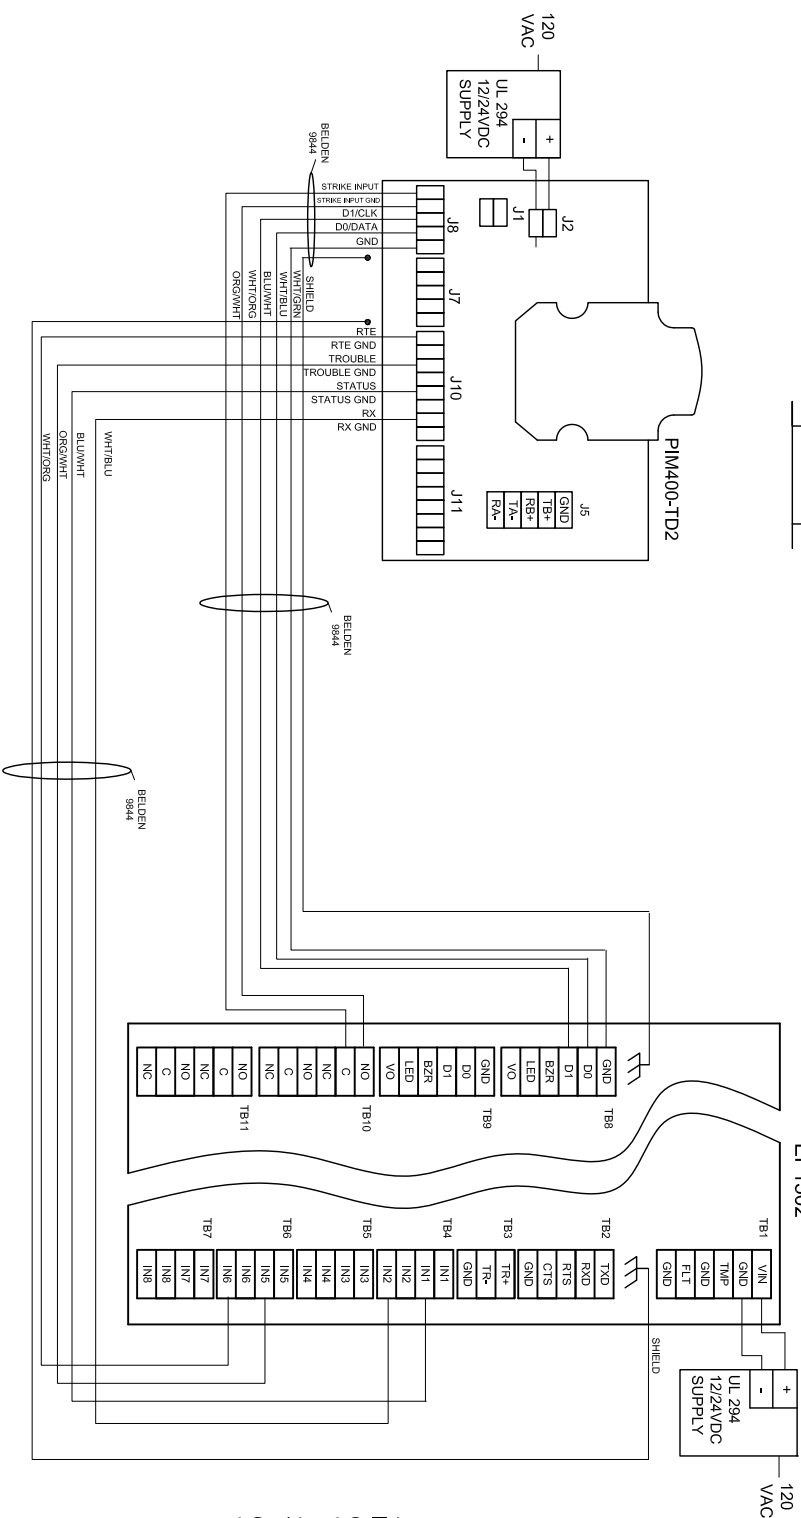 120
VAC
UL 294
12/24VDC
SUPPLY
+
-
J2
J1
J8
J7
J10
J11
J5
GND
TB+
RB+
TA-
RA-
PIM400-TD2
STRIKE INPUT
STRIKE INPUT GND
D1/CLK
D0/DATA
GND
RTE
RTE GND
TROUBLE
TROUBLE GND
STATUS
STATUS GND
RX
RX GND
BELDEN
9844
SHIELD
WHT/GRN
WHT/BLU
BLU/WHT
WHT/ORG
ORG/WHT
WHT/BLU
BLU/WHT
ORG/WHT
WHT/ORG
BELDEN
9844
BELDEN
9844
TB8
GND
D0
D1
BZR
LED
VO
TB9
GND
D0
D1
BZR
LED
VO
TB10
NO
C
NC
NO
C
NC
TB11
NO
C
NC
NO
C
NC
TB1
VIN
GND
TMP
GND
FLT
GND
TB2
TXD
RXD
RTS
CTS
GND
TB3
TR+
TR-
GND
TB4
IN1
IN1
IN2
IN2
TB5
IN3
IN3
IN4
IN4
TB6
IN5
IN5
IN6
IN6
TB7
IN7
IN7
IN8
IN8
SHIELD
+
-
UL 294
12/24VDC
SUPPLY
120
VAC